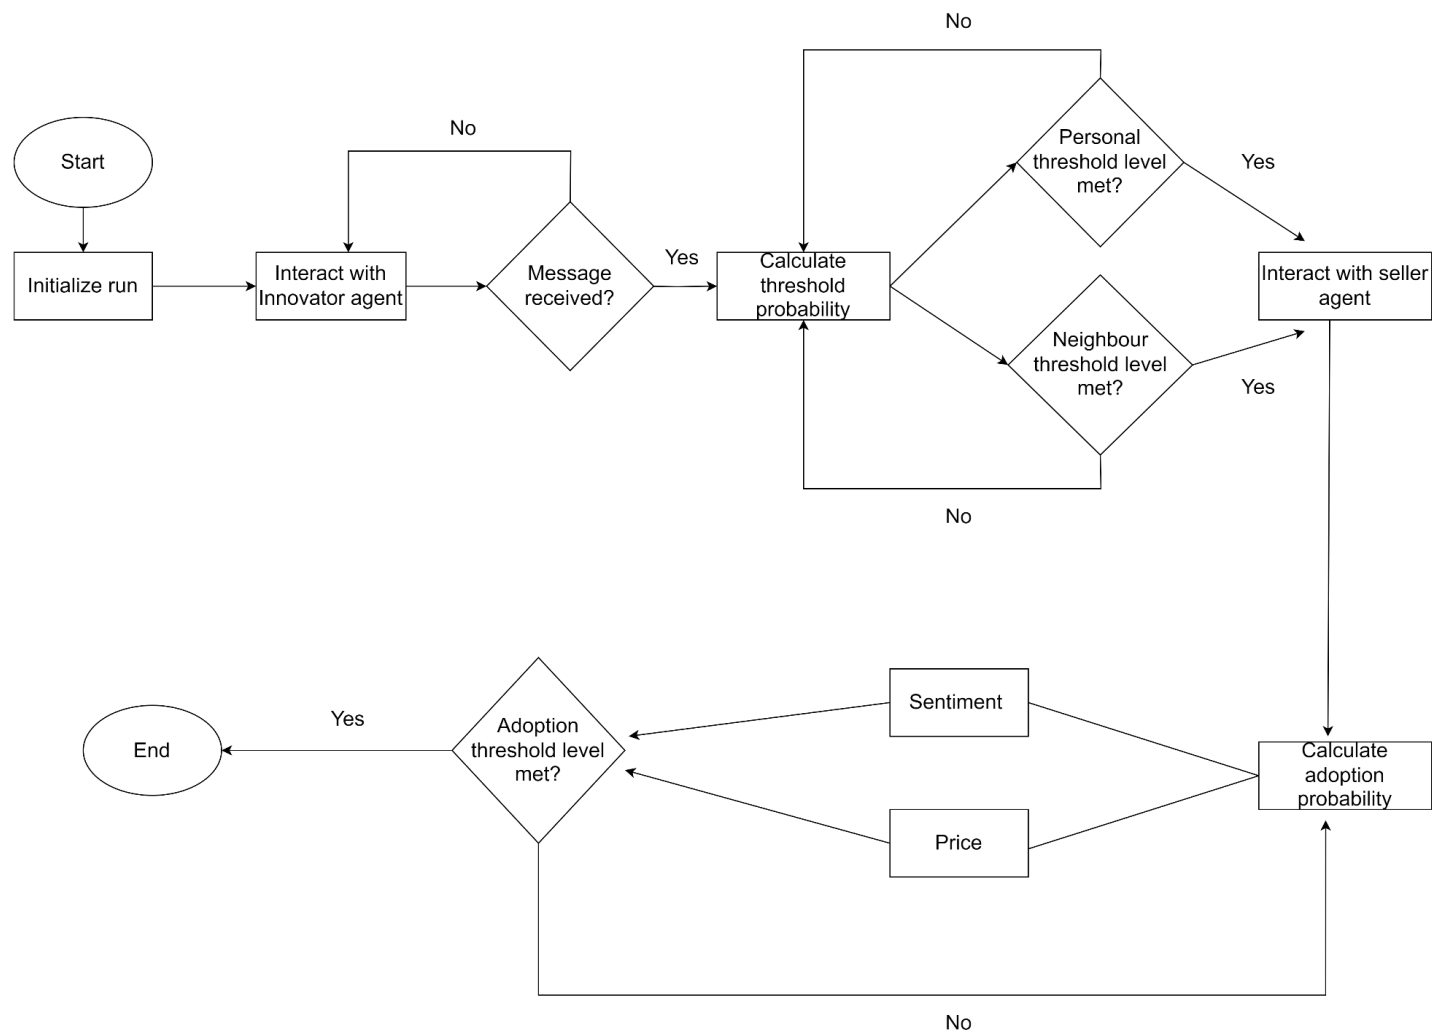 No
Start
No
Personal
threshold level
met?
Yes
Initialize run
Interact with
Innovator agent
Message
received?
Yes
Calculate
threshold
probability
Interact with seller
agent
Neighbour
threshold level
met?
Yes
No
End
Yes
Adoption
threshold level
met?
Sentiment
Price
Calculate
adoption
probability
No